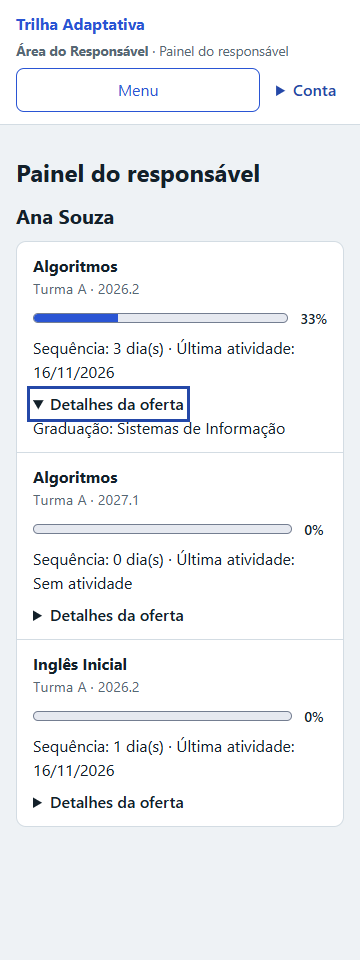 Trilha Adaptativa
Área do Responsável · Painel do responsável
Menu
Conta
Painel do responsável
Ana Souza
Algoritmos
Turma A · 2026.2
33%
Sequência: 3 dia(s) · Última atividade:
16/11/2026
Detalhes da oferta
Graduação: Sistemas de Informação
Algoritmos
Turma A · 2027.1
0%
Sequência: 0 dia(s) · Última atividade:
Sem atividade
Detalhes da oferta
Inglês Inicial
Turma A · 2026.2
0%
Sequência: 1 dia(s) · Última atividade:
16/11/2026
Detalhes da oferta